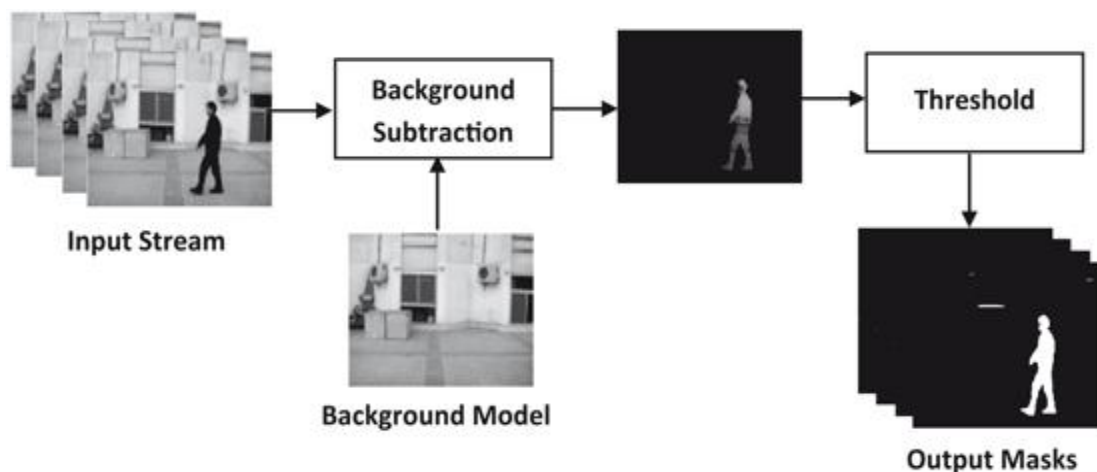 Background
Subtraction
Threshold
Input Stream
Background Model
Output Masks